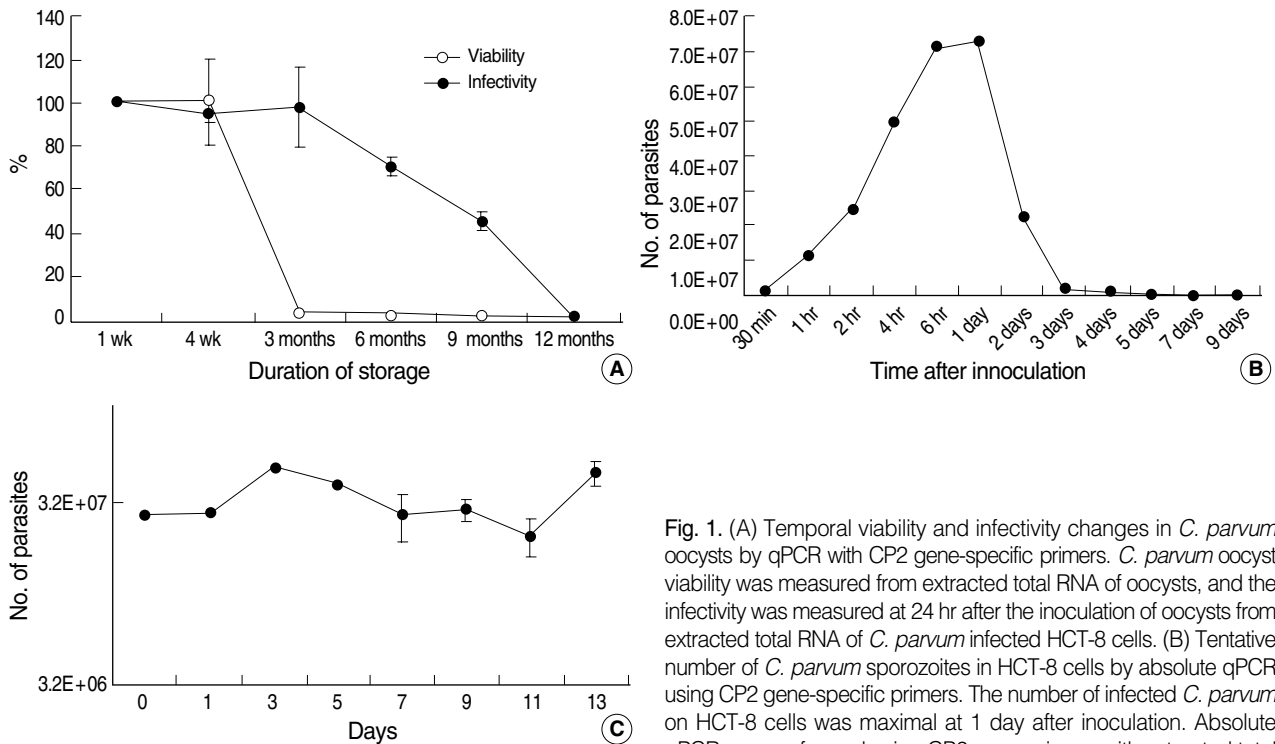 140
120
100
80
60
40
20
0
%
Viability
Infectivity
1 wk
4 wk
3 months
6 months
9 months
12 months
Duration of storage
A
8.0E+07
7.0E+07
6.0E+07
5.0E+07
4.0E+07
3.0E+07
2.0E+07
1.0E+07
0.0E+00
No. of parasites
30 min
1 hr
2 hr
4 hr
6 hr
1 day
2 days
3 days
4 days
5 days
7 days
9 days
Time after innoculation
B
3.2E+07
3.2E+06
No. of parasites
0
1
3
5
7
9
11
13
Days
C
Fig. 1. (A) Temporal viability and infectivity changes in C. parvum
oocysts by qPCR with CP2 gene-specific primers. C. parvum oocyst
viability was measured from extracted total RNA of oocysts, and the
infectivity was measured at 24 hr after the inoculation of oocysts from
extracted total RNA of C. parvum infected HCT-8 cells. (B) Tentative
number of C. parvum sporozoites in HCT-8 cells by absolute qPCR
using CP2 gene-specific primers. The number of infected C. parvum
on HCT-8 cells was maximal at 1 day after inoculation. Absolute